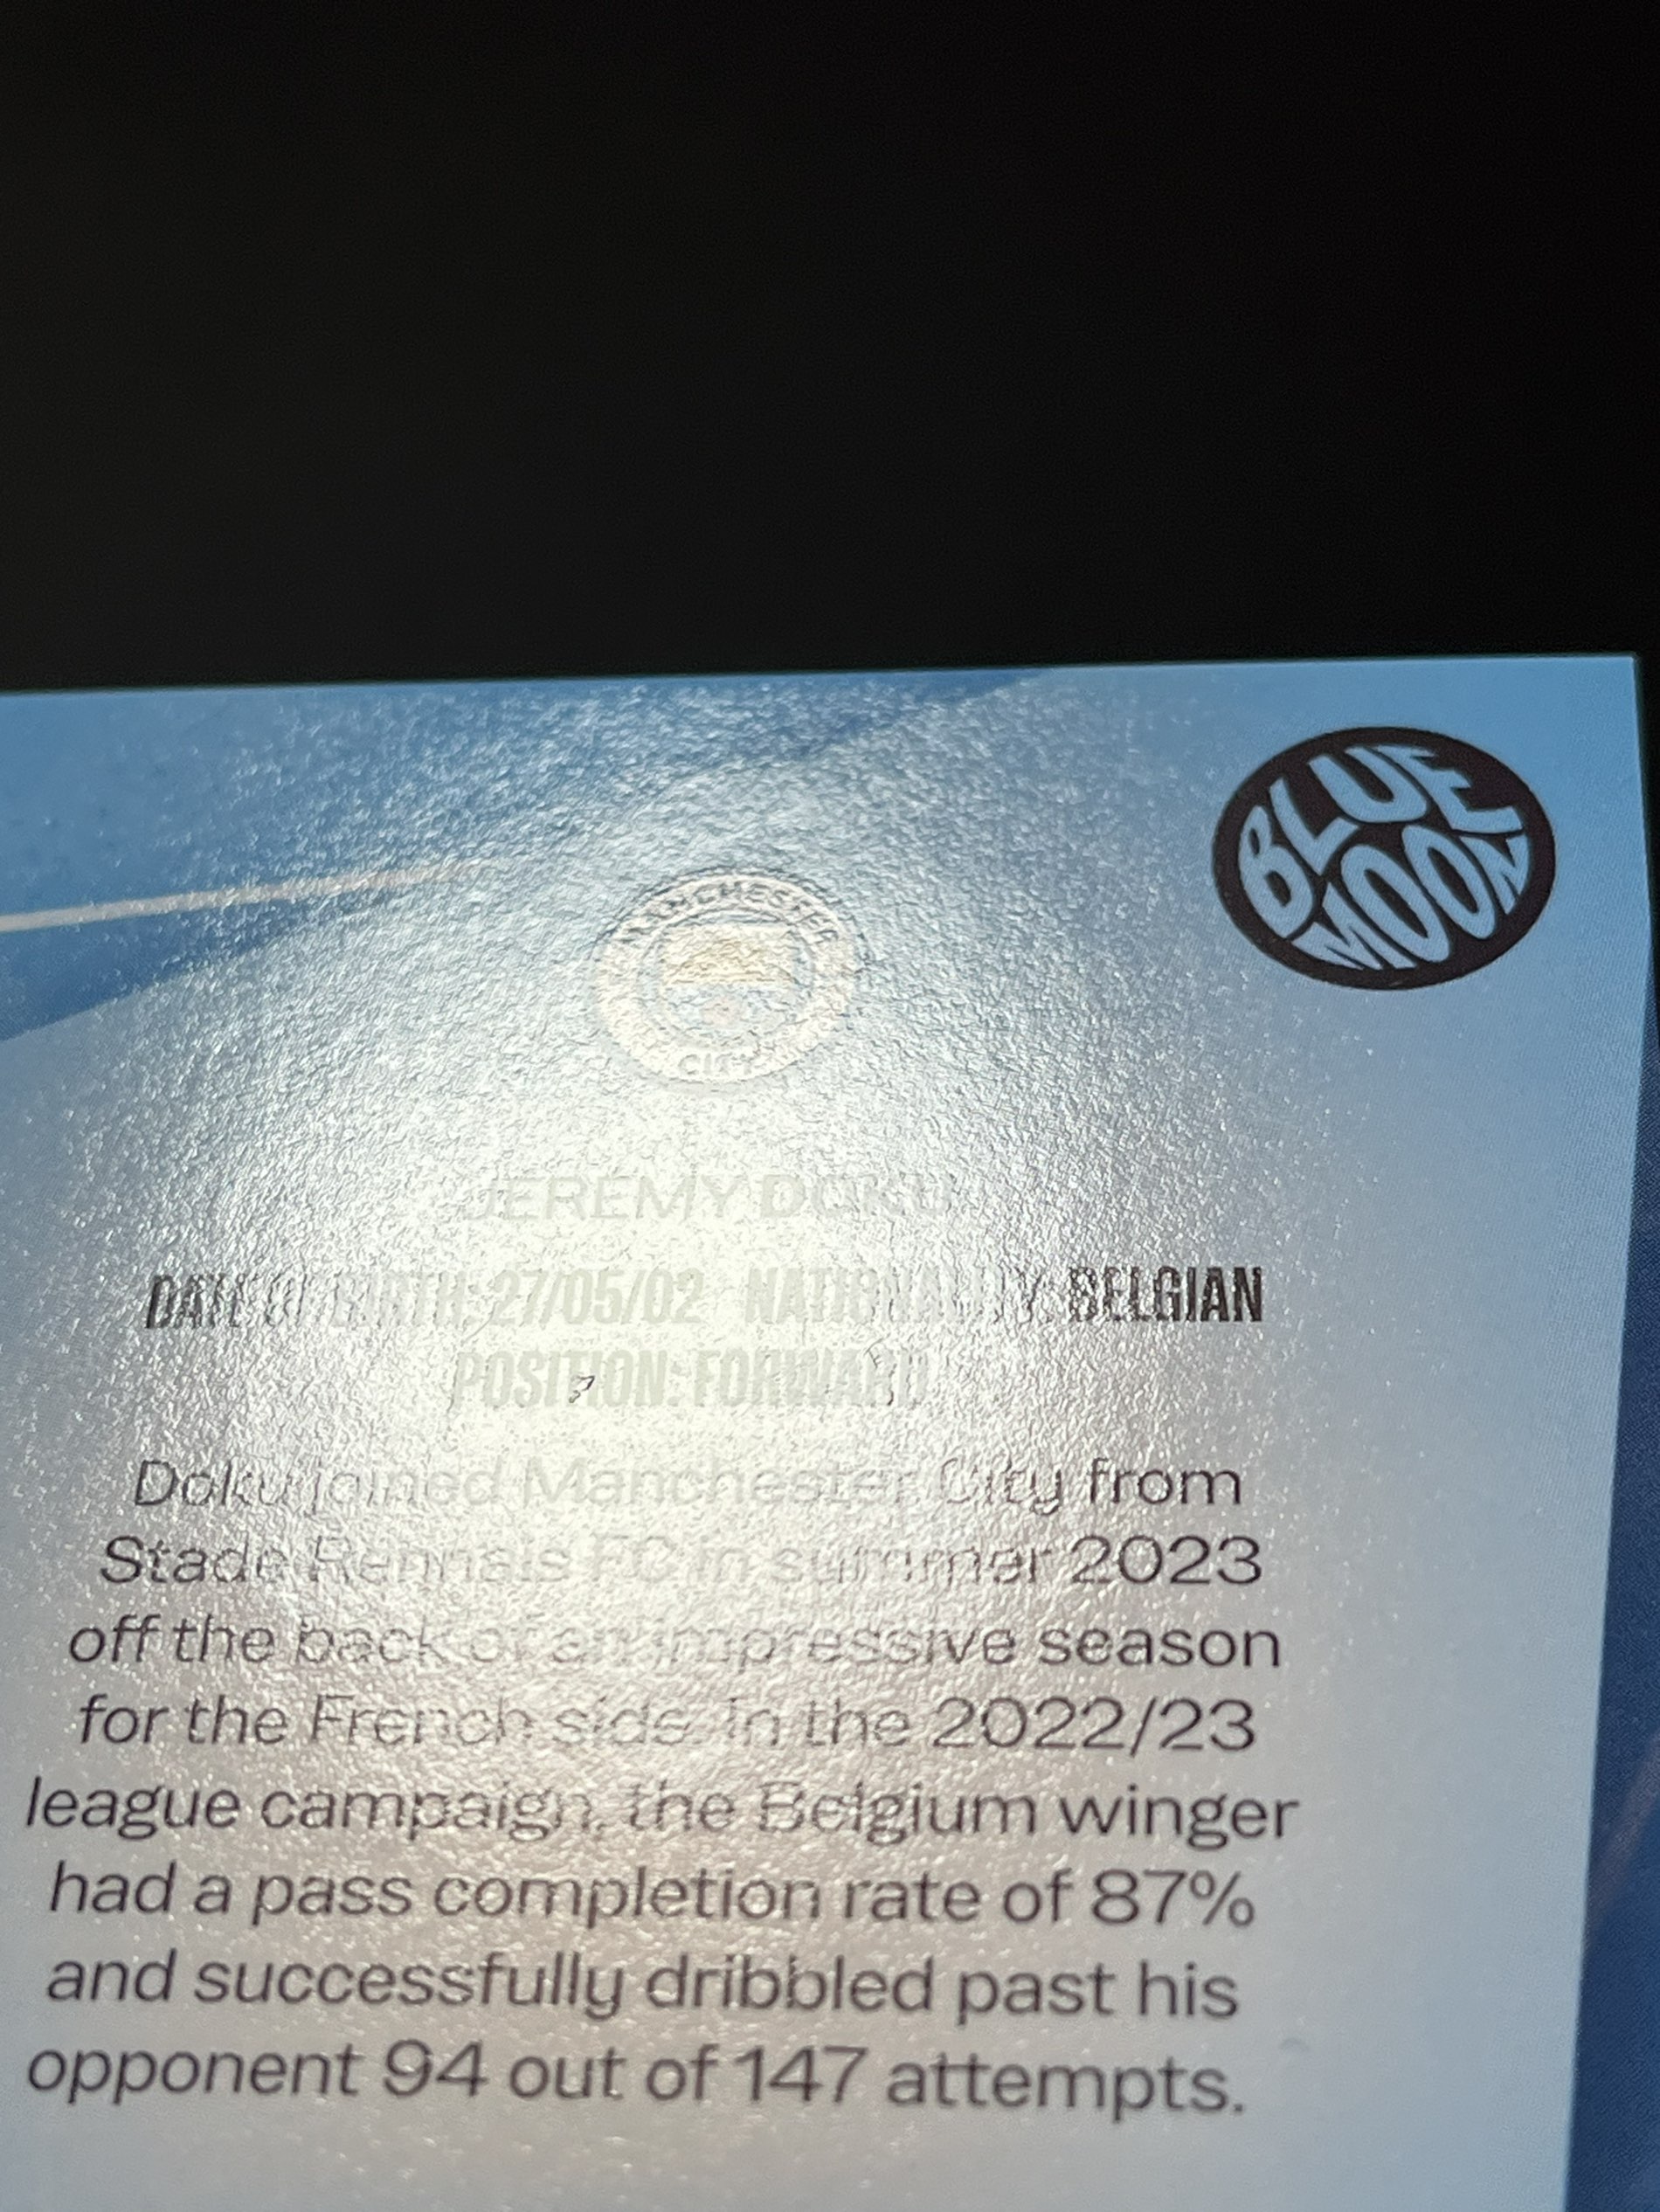 BLUE
MOON
MANCHESTER
CITY
JEREMY DOKU
DATE OF BIRTH: 27/05/02 NATIONALITY: BELGIAN
POSITION: FORWARD
Doku joined Manchester City from
Stade Rennais FC in summer 2023
off the back of an impressive season
for the French side. In the 2022/23
league campaign, the Belgium winger
had a pass completion rate of 87%
and successfully dribbled past his
opponent 94 out of 147 attempts.